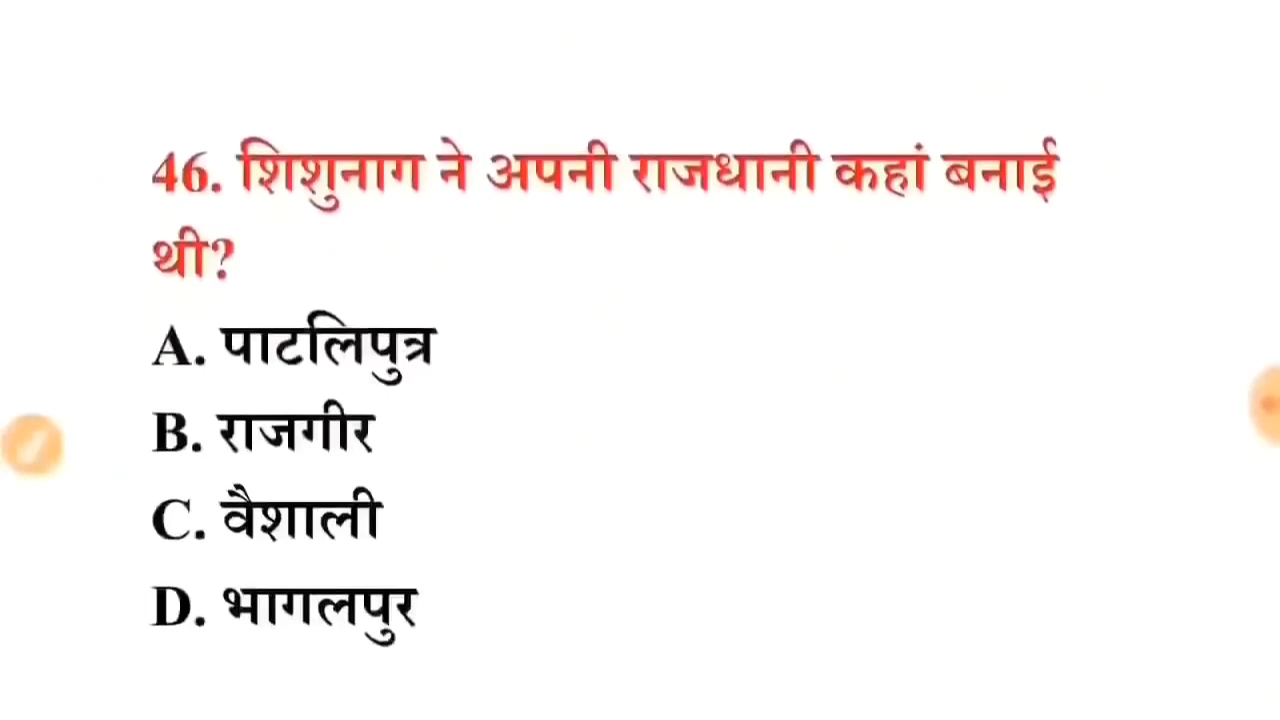 46. शिशुनाग ने अपनी राजधानी कहां बनाई
थी?
A. पाटलिपुत्र
B. राजगीर
C. वैशाली
D. भागलपुर